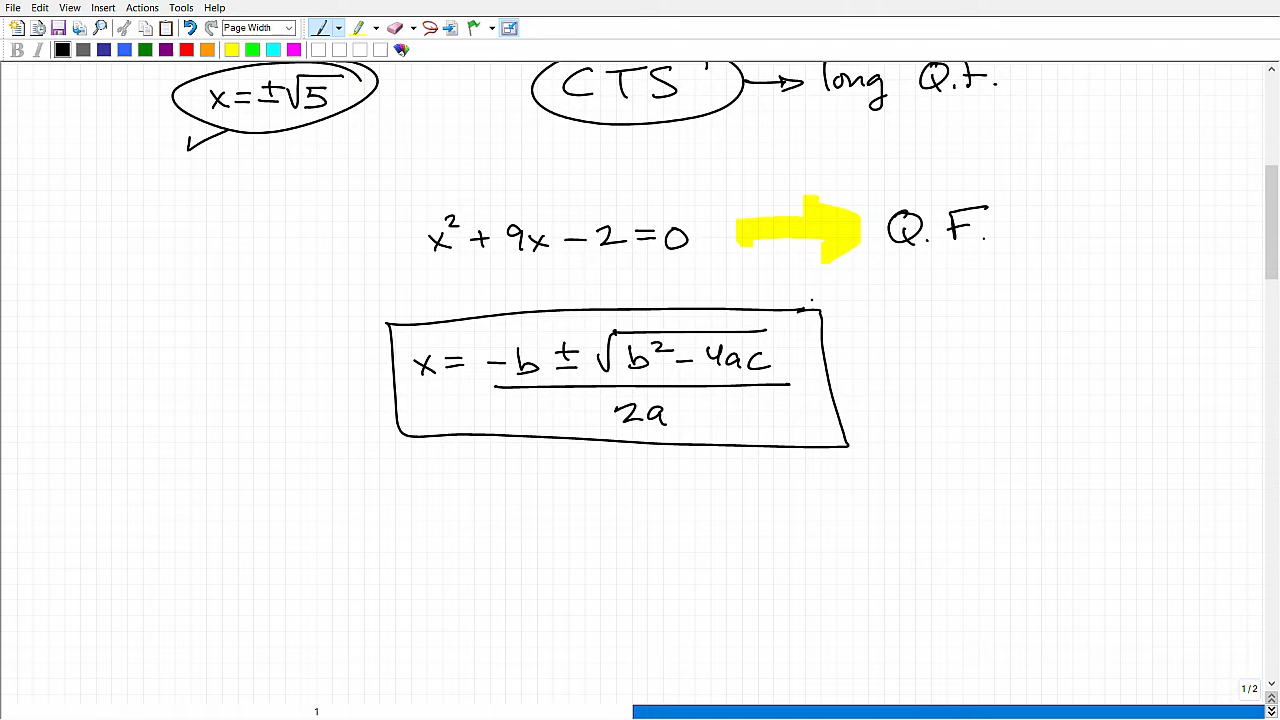 File Edit View Insert Actions Tools Help
Page Width
B I
x = ±√5
CTS → long Q.F.
x² + 9x − 2 = 0 Q. F.
x = −b ± √b² − 4ac
2a
1/2
1